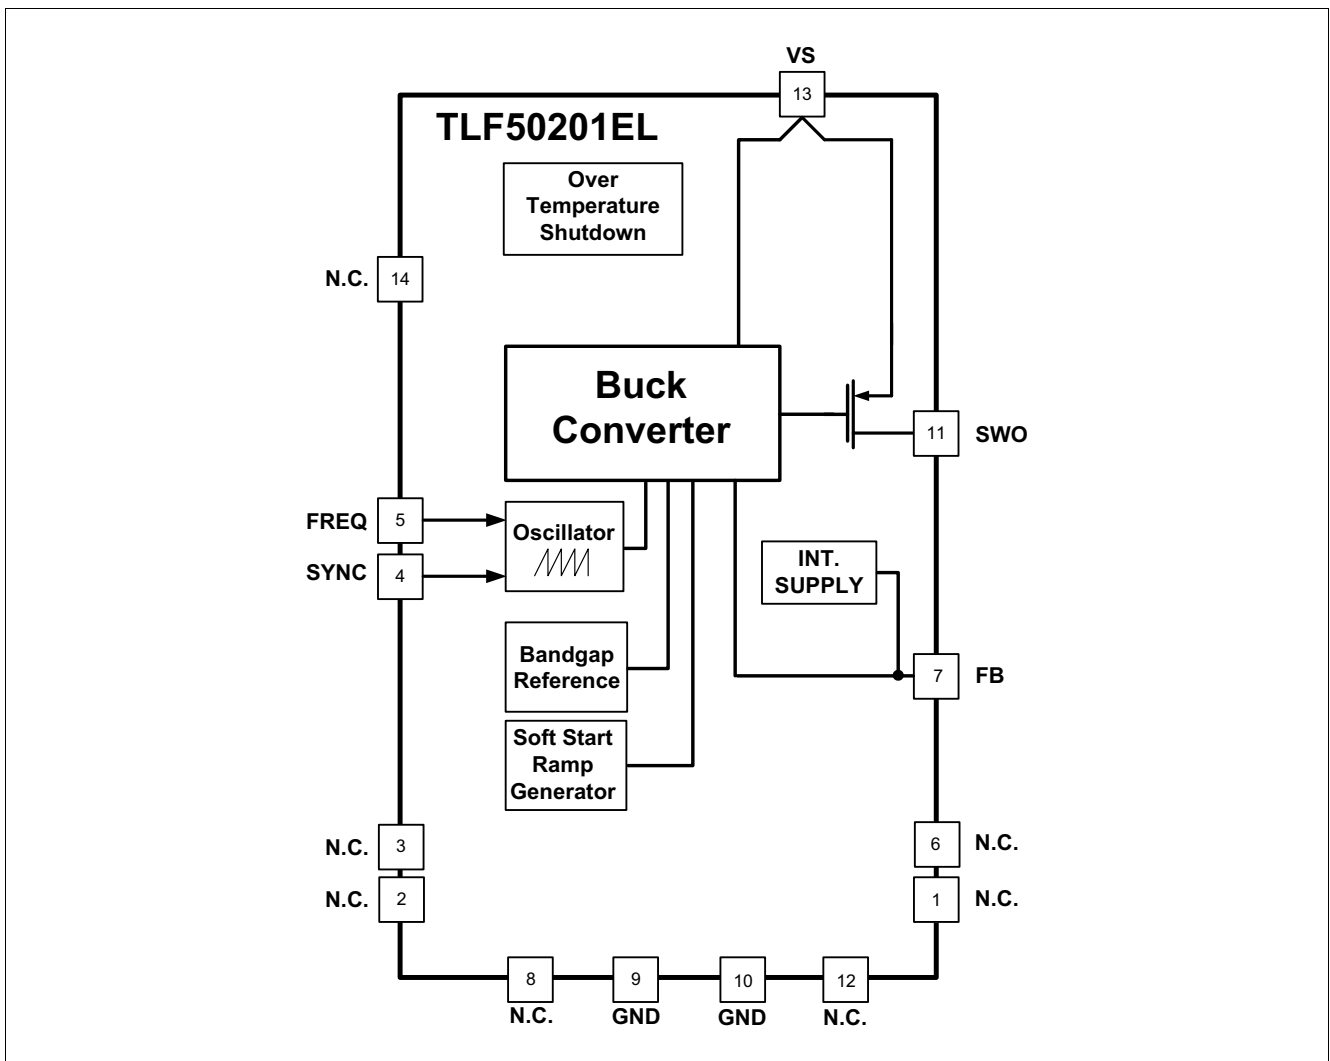 VS
13
TLF50201EL
Over
Temperature
Shutdown
N.C. 14
Buck
Converter
11 SWO
FREQ 5
Oscillator
SYNC 4
INT.
SUPPLY
Bandgap
Reference
7 FB
Soft Start
Ramp
Generator
N.C. 3
6 N.C.
N.C. 2
1 N.C.
8 9 10 12
N.C. GND GND N.C.